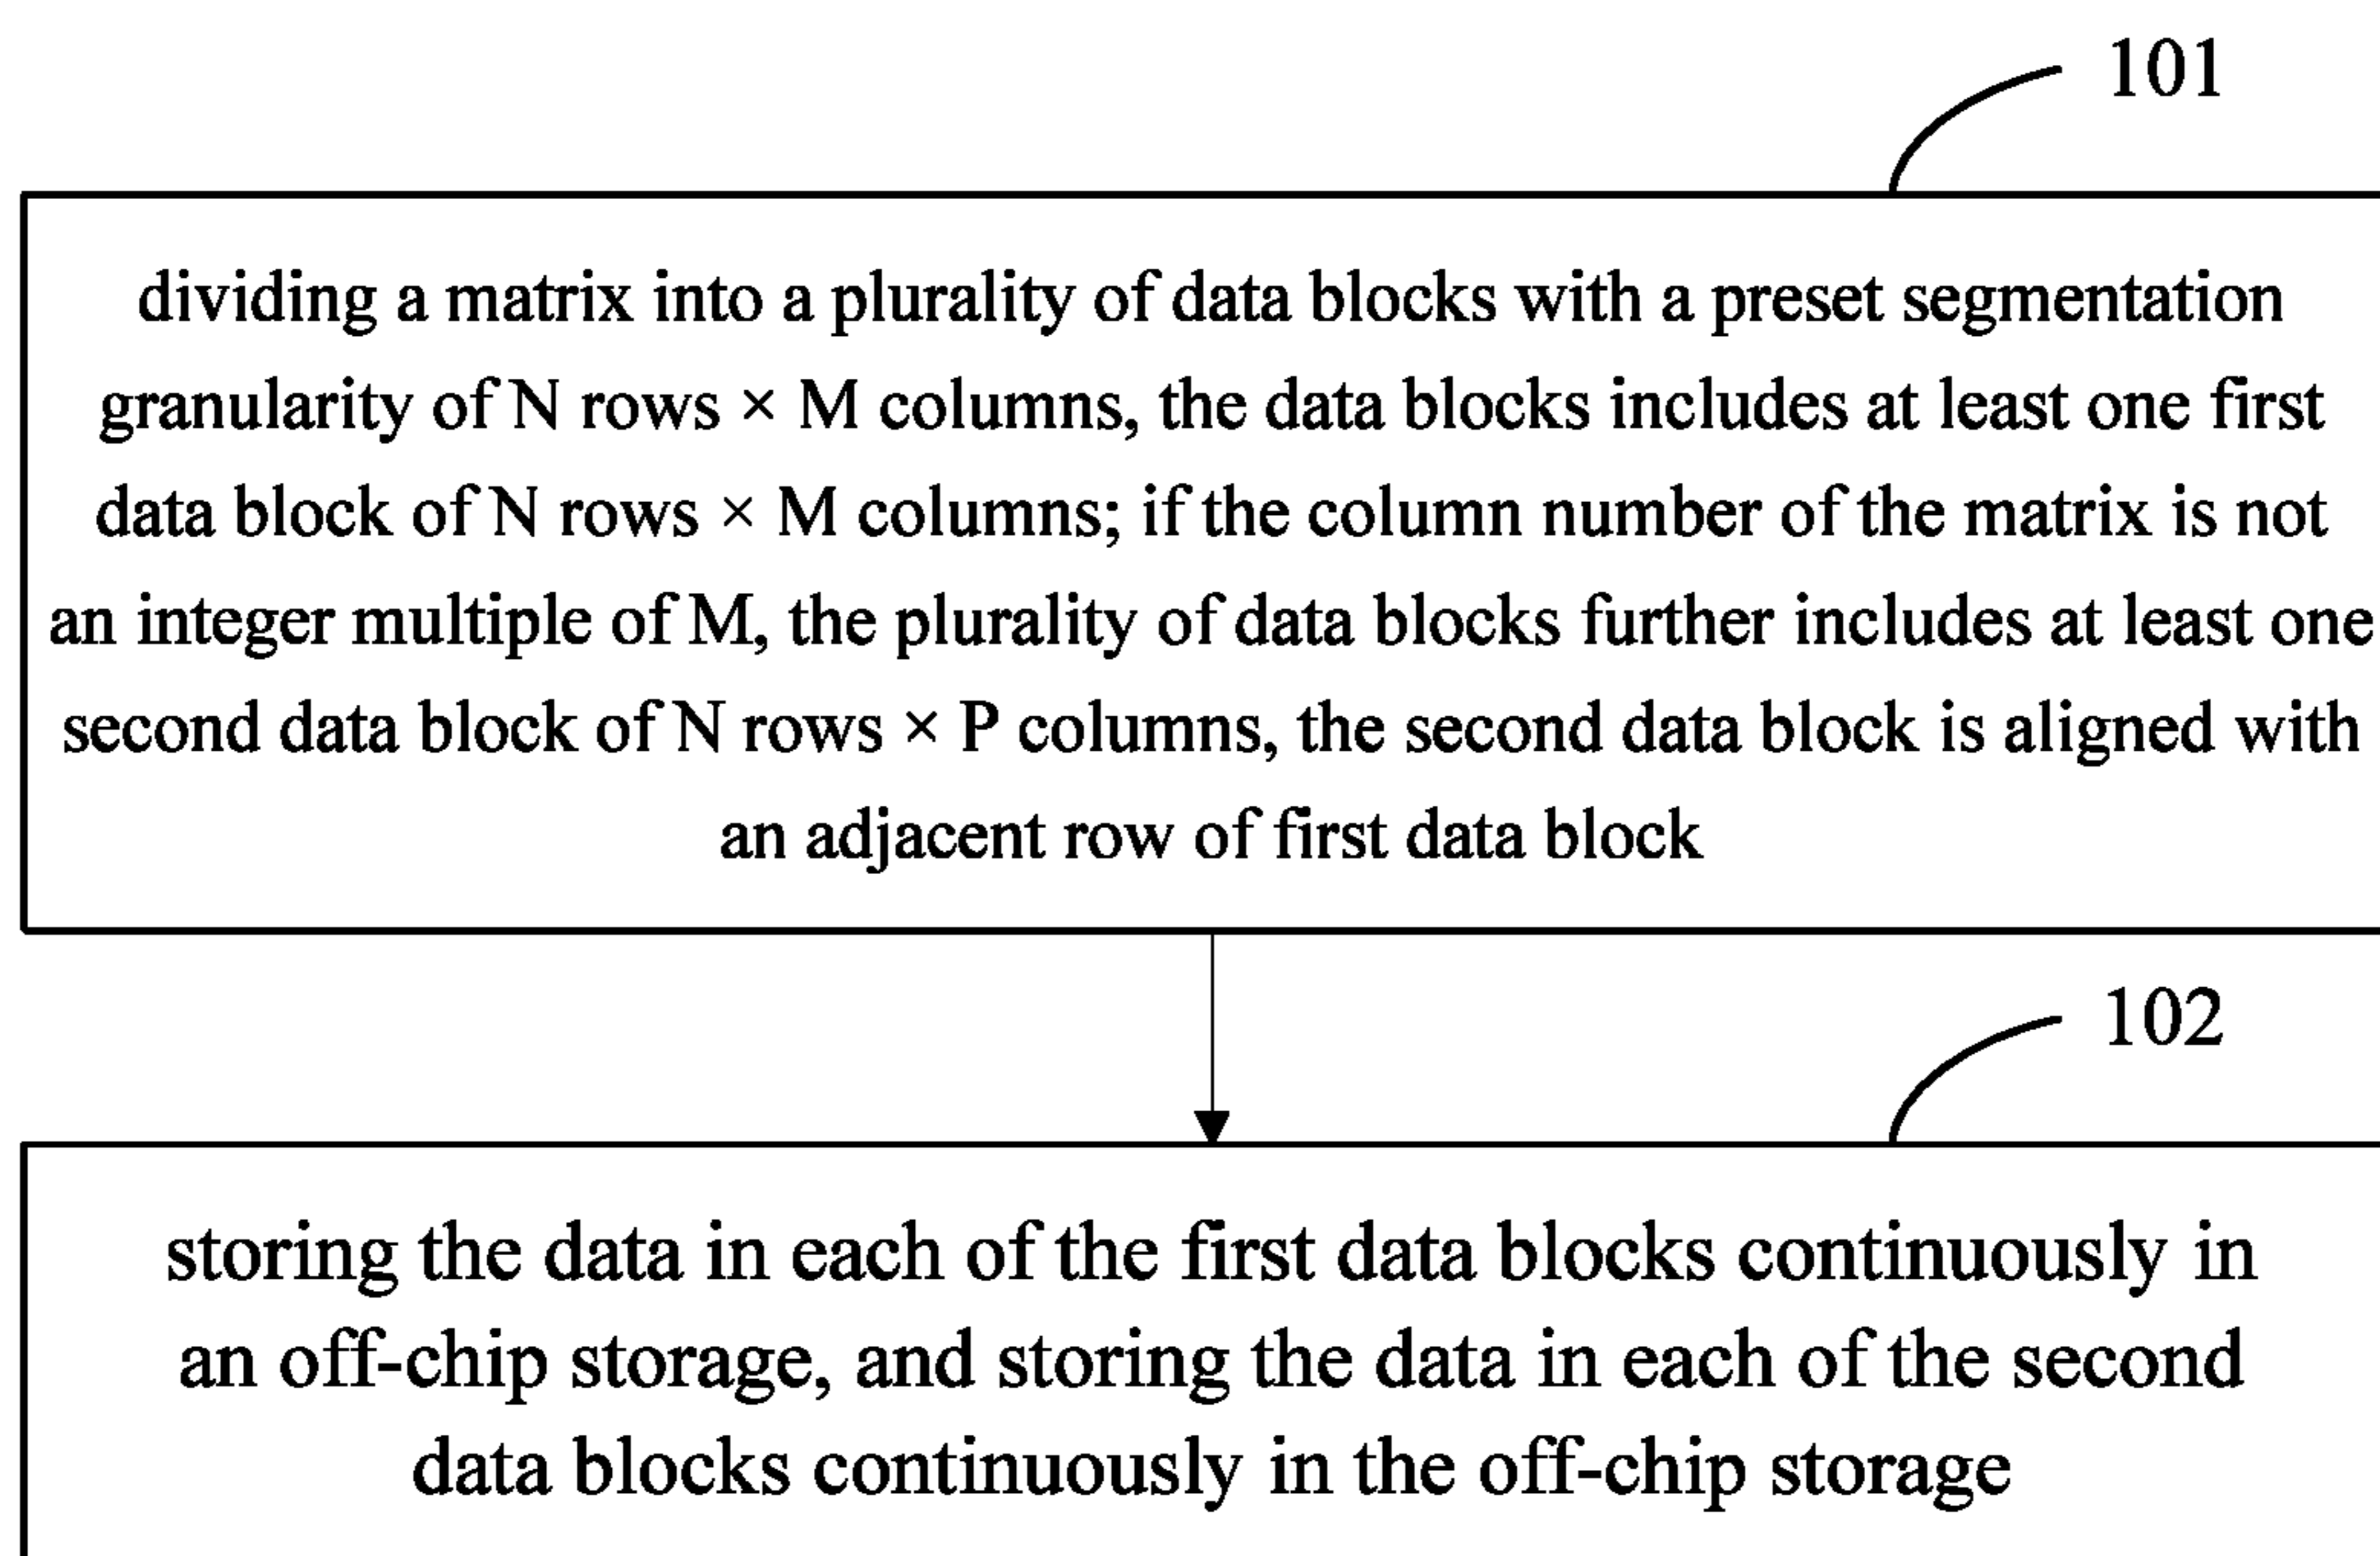 101
dividing a matrix into a plurality of data blocks with a preset segmentation
granularity of N rows × M columns, the data blocks includes at least one first
data block of N rows × M columns; if the column number of the matrix is not
an integer multiple of M, the plurality of data blocks further includes at least one
second data block of N rows × P columns, the second data block is aligned with
an adjacent row of first data block
102
storing the data in each of the first data blocks continuously in
an off-chip storage, and storing the data in each of the second
data blocks continuously in the off-chip storage